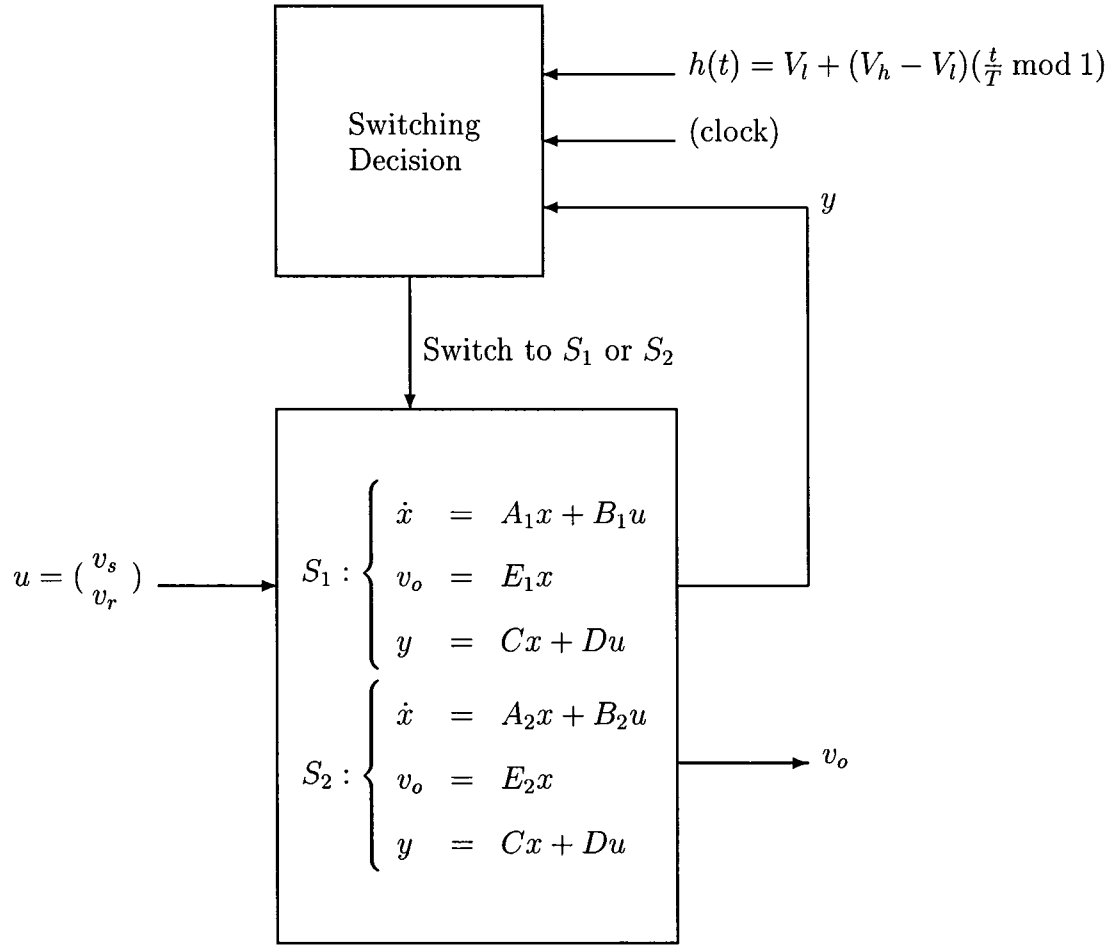 h(t) = V_l + (V_h − V_l)(\frac{t}{T} mod 1)
Switching
Decision
(clock)
y
Switch to S_1 or S_2
S_1 :
ẋ = A_1x + B_1u
v_o = E_1x
y = Cx + Du
u = ( v_s
v_r )
S_2 :
ẋ = A_2x + B_2u
v_o = E_2x
y = Cx + Du
v_o